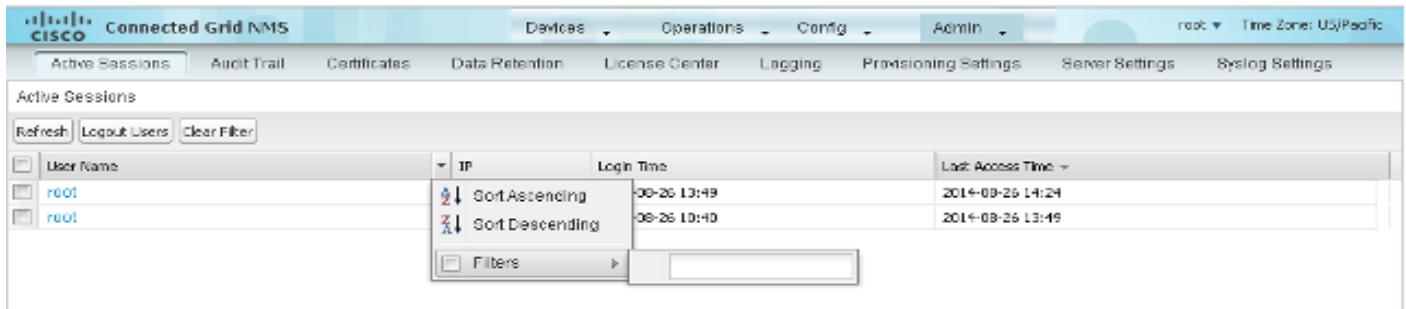 CISCO Connected Grid NMS Devices Operations Config Admin root Time Zone: US/Pacific
Active Sessions Audit Trail Certificates Data Retention License Center Logging Provisioning Settings Server Settings Syslog Settings
Active Sessions
Refresh Logout Users Clear Filter
User Name IP Login Time Last Access Time
root -08-26 13:49 2014-08-26 14:24
root -08-26 10:40 2014-08-26 13:49
Sort Ascending
Sort Descending
Filters